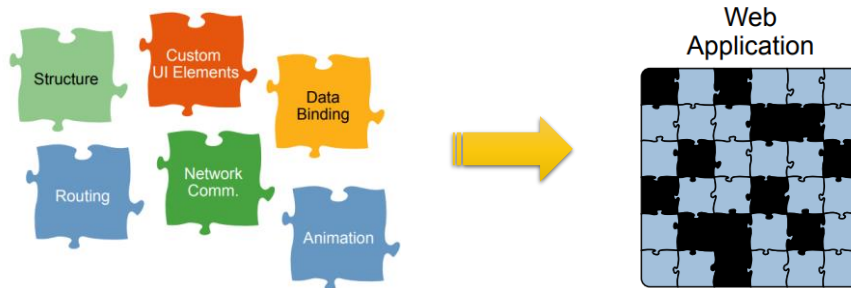 Structure
Custom
UI Elements
Data
Binding
Routing
Network
Comm.
Animation
Web
Application